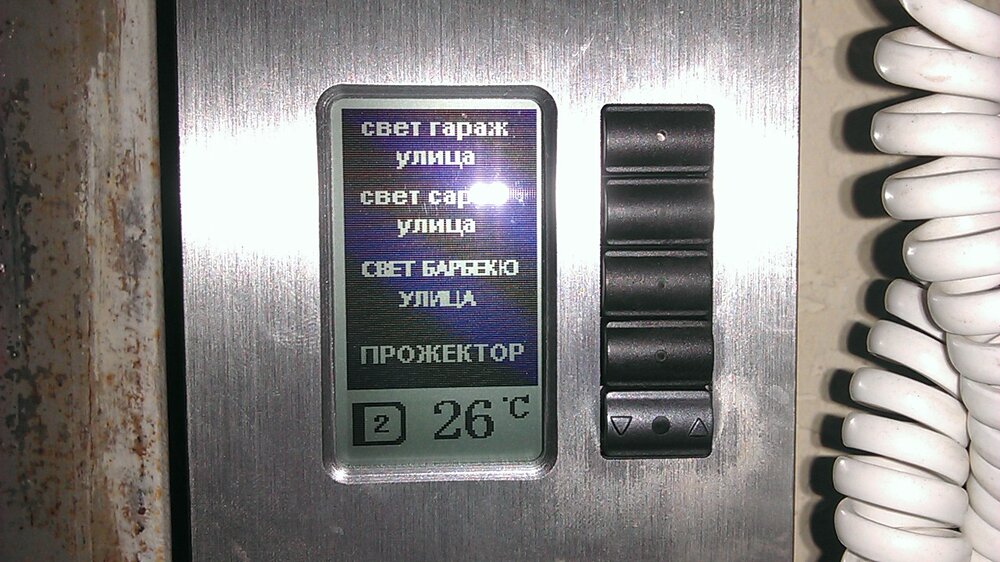 свет гараж
улица
свет
улица
СВЕТ БАРБЕКЮ
УЛИЦА
ПРОЖЕКТОР
2 26 °C